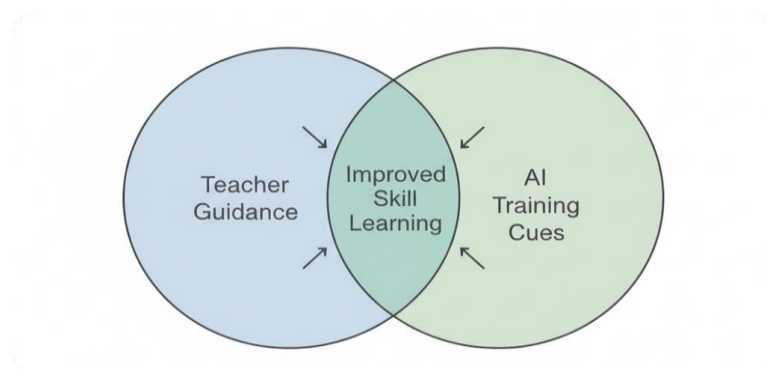 Teacher
Guidance
Improved
Skill
Learning
AI
Training
Cues